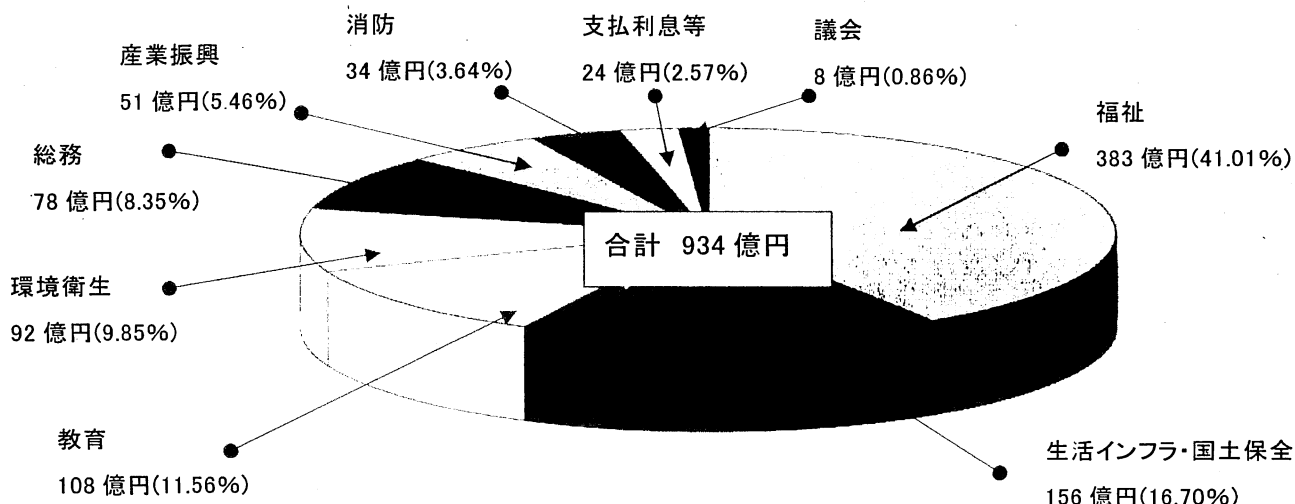 消防
34 億円(3.64%)
支払利息等
24 億円(2.57%)
議会
8 億円(0.86%)
産業振興
51 億円(5.46%)
福祉
383 億円(41.01%)
総務
78 億円(8.35%)
合計 934 億円
環境衛生
92 億円(9.85%)
教育
108 億円(11.56%)
生活インフラ・国土保全
156 億円(16.70%)